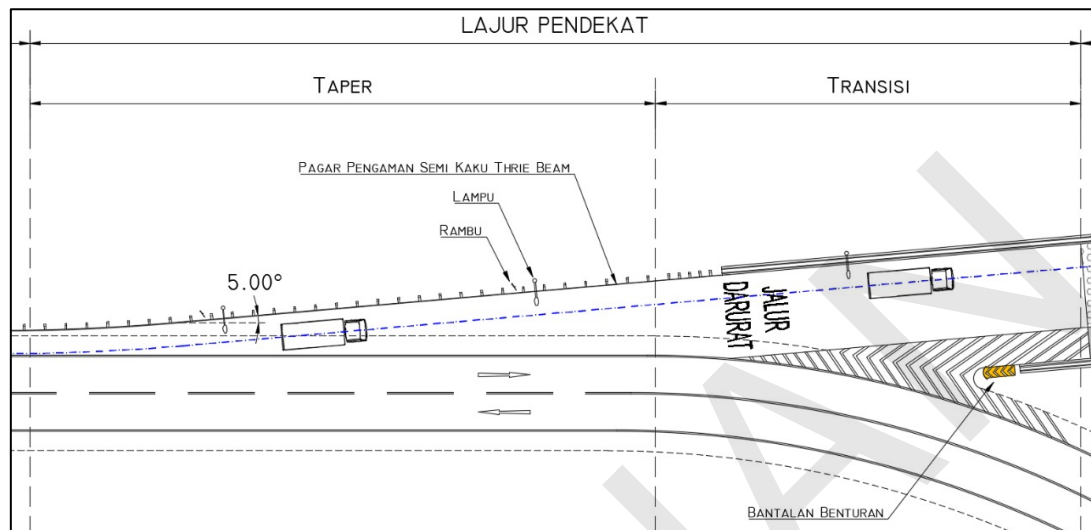 LAJUR PENDEKAT
TAPER
TRANSISI
PAGAR PENGAMAN SEMI KAKU THRIE BEAM
LAMPU
RAMBU
5.00°
JALUR
DARURAT
BANTALAN BENTURAN